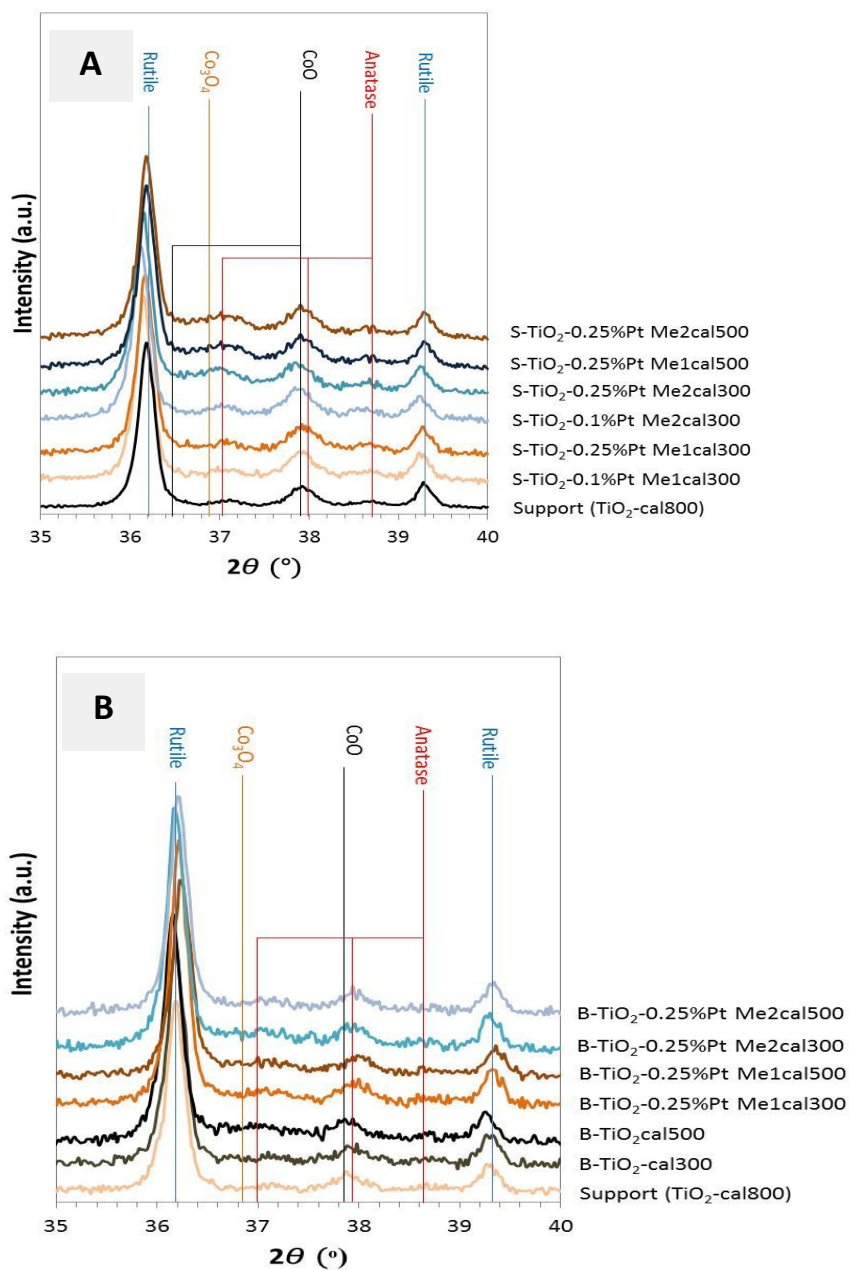 A
Rutile
Co₃O₄
CoO
Anatase
Rutile
Intensity (a.u.)
S-TiO₂-0.25%Pt Me2cal500
S-TiO₂-0.25%Pt Me1cal500
S-TiO₂-0.25%Pt Me2cal300
S-TiO₂-0.1%Pt Me2cal300
S-TiO₂-0.25%Pt Me1cal300
S-TiO₂-0.1%Pt Me1cal300
Support (TiO₂-cal800)
35 36 37 38 39 40
2θ (°)
B
Rutile
Co₃O₄
CoO
Anatase
Rutile
Intensity (a.u.)
B-TiO₂-0.25%Pt Me2cal500
B-TiO₂-0.25%Pt Me2cal300
B-TiO₂-0.25%Pt Me1cal500
B-TiO₂-0.25%Pt Me1cal300
B-TiO₂cal500
B-TiO₂-cal300
Support (TiO₂-cal800)
35 36 37 38 39 40
2θ (°)